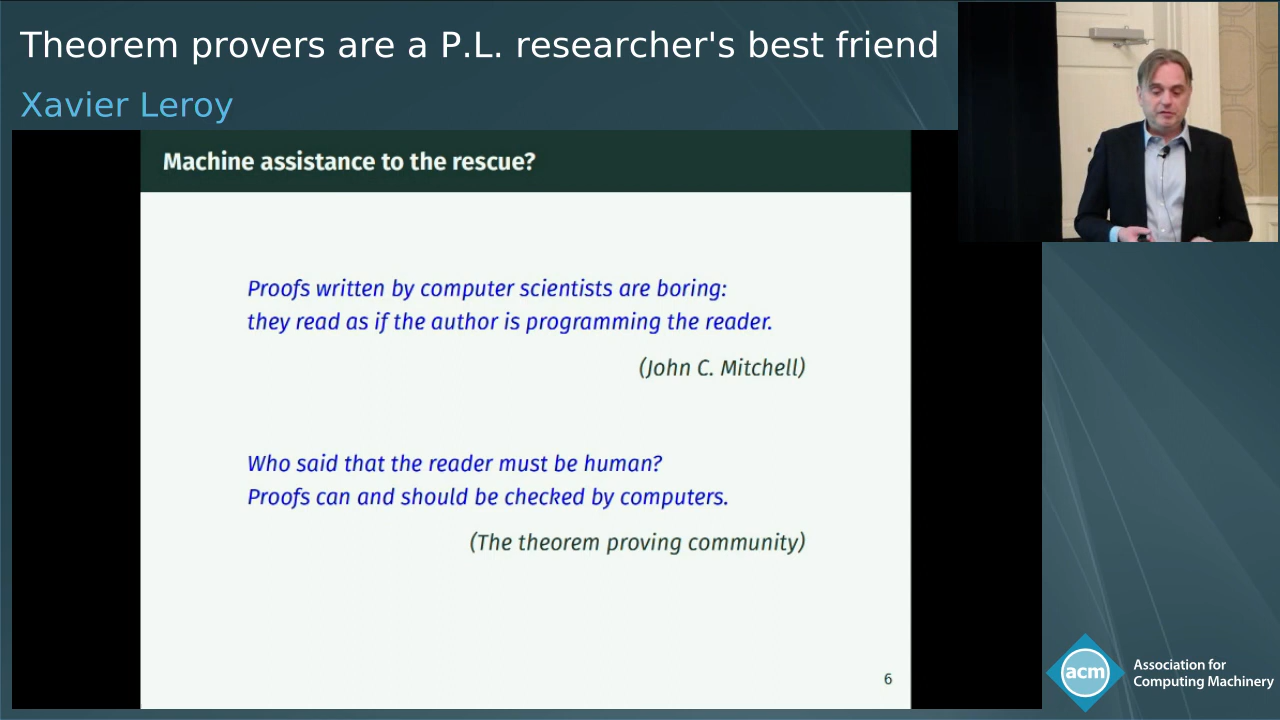 Theorem provers are a P.L. researcher's best friend
Xavier Leroy
Machine assistance to the rescue?
Proofs written by computer scientists are boring:
they read as if the author is programming the reader.
(John C. Mitchell)
Who said that the reader must be human?
Proofs can and should be checked by computers.
(The theorem proving community)
6
acm
Association for
Computing Machinery